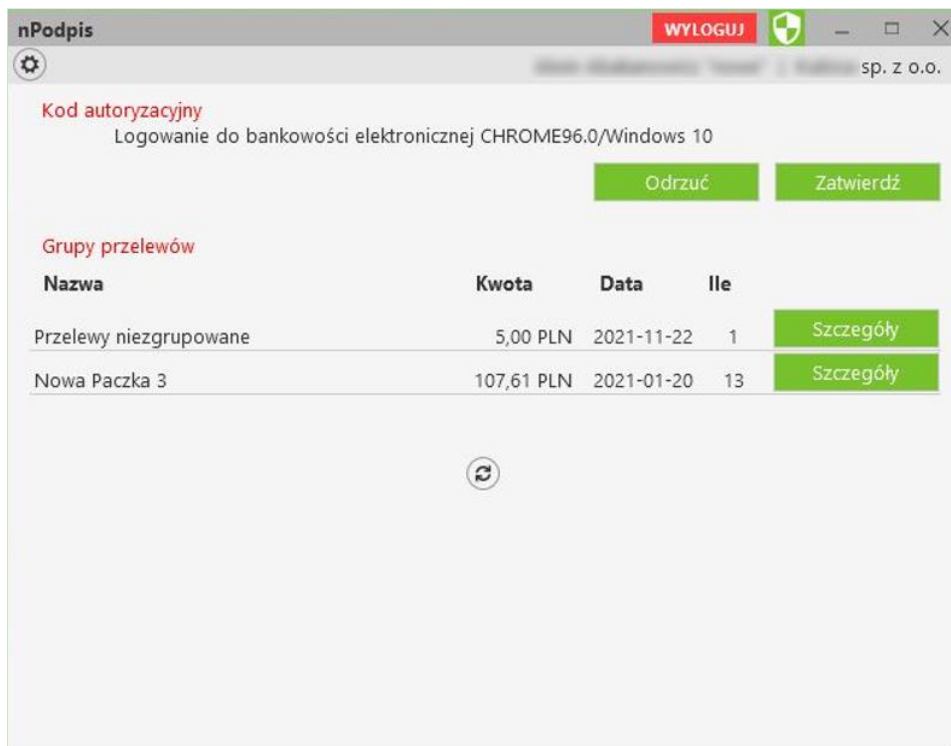 nPodpis WYLOGUJ
sp. z o.o.
Kod autoryzacyjny
Logowanie do bankowości elektronicznej CHROME96.0/Windows 10
Odrzuć Zatwierdź
Grupy przelewów
Nazwa Kwota Data Ile
Przelewy niezgrupowane 5,00 PLN 2021-11-22 1 Szczegóły
Nowa Paczka 3 107,61 PLN 2021-01-20 13 Szczegóły